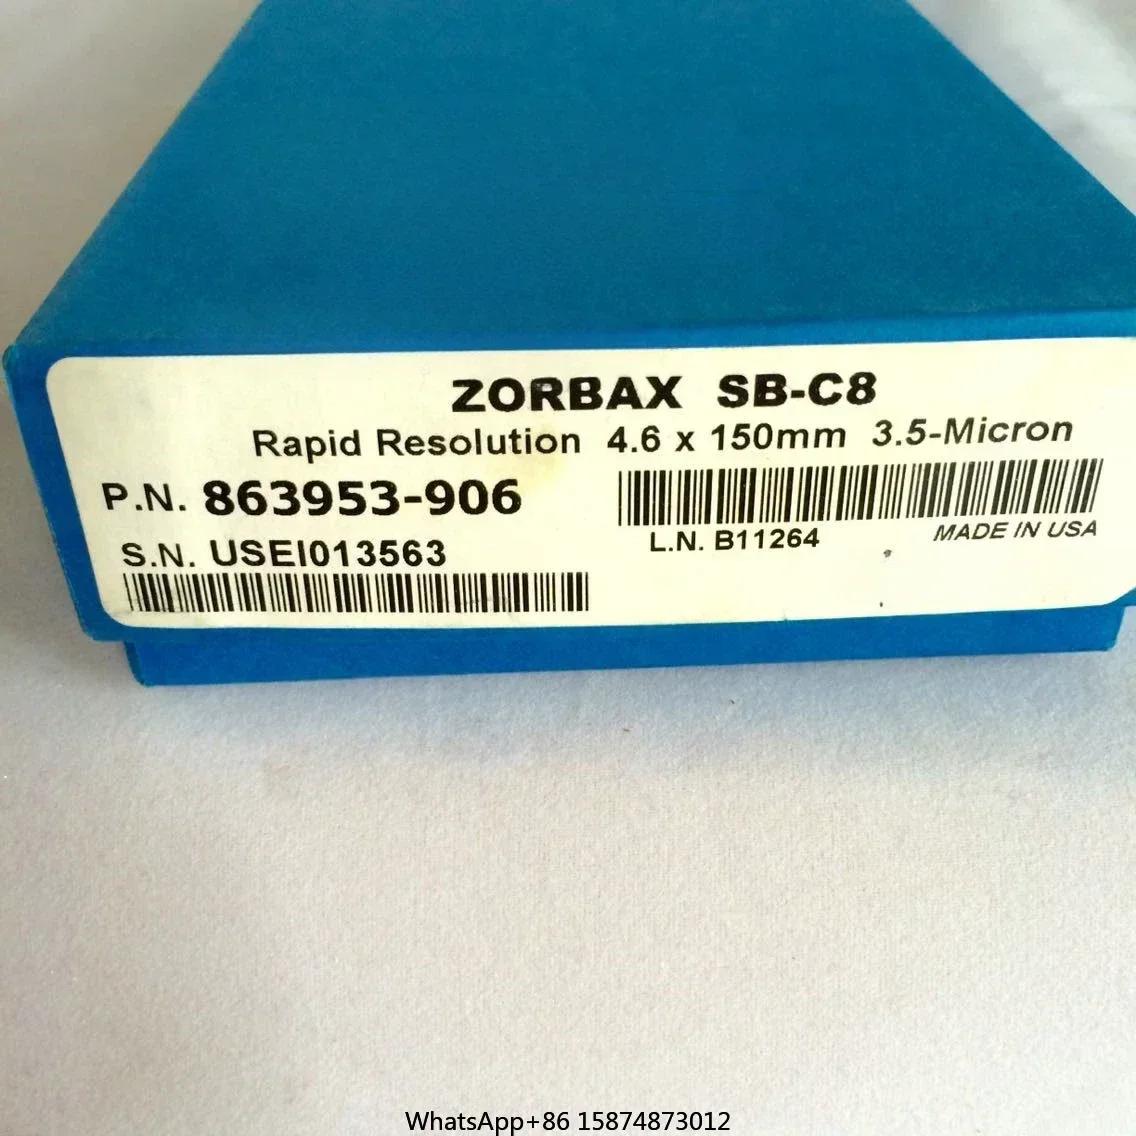 ZORBAX SB-C8
Rapid Resolution 4.6 x 150mm 3.5-Micron
P.N. 863953-906
L.N. B11264
MADE IN USA
S.N. USEI013563
WhatsApp+86 15874873012